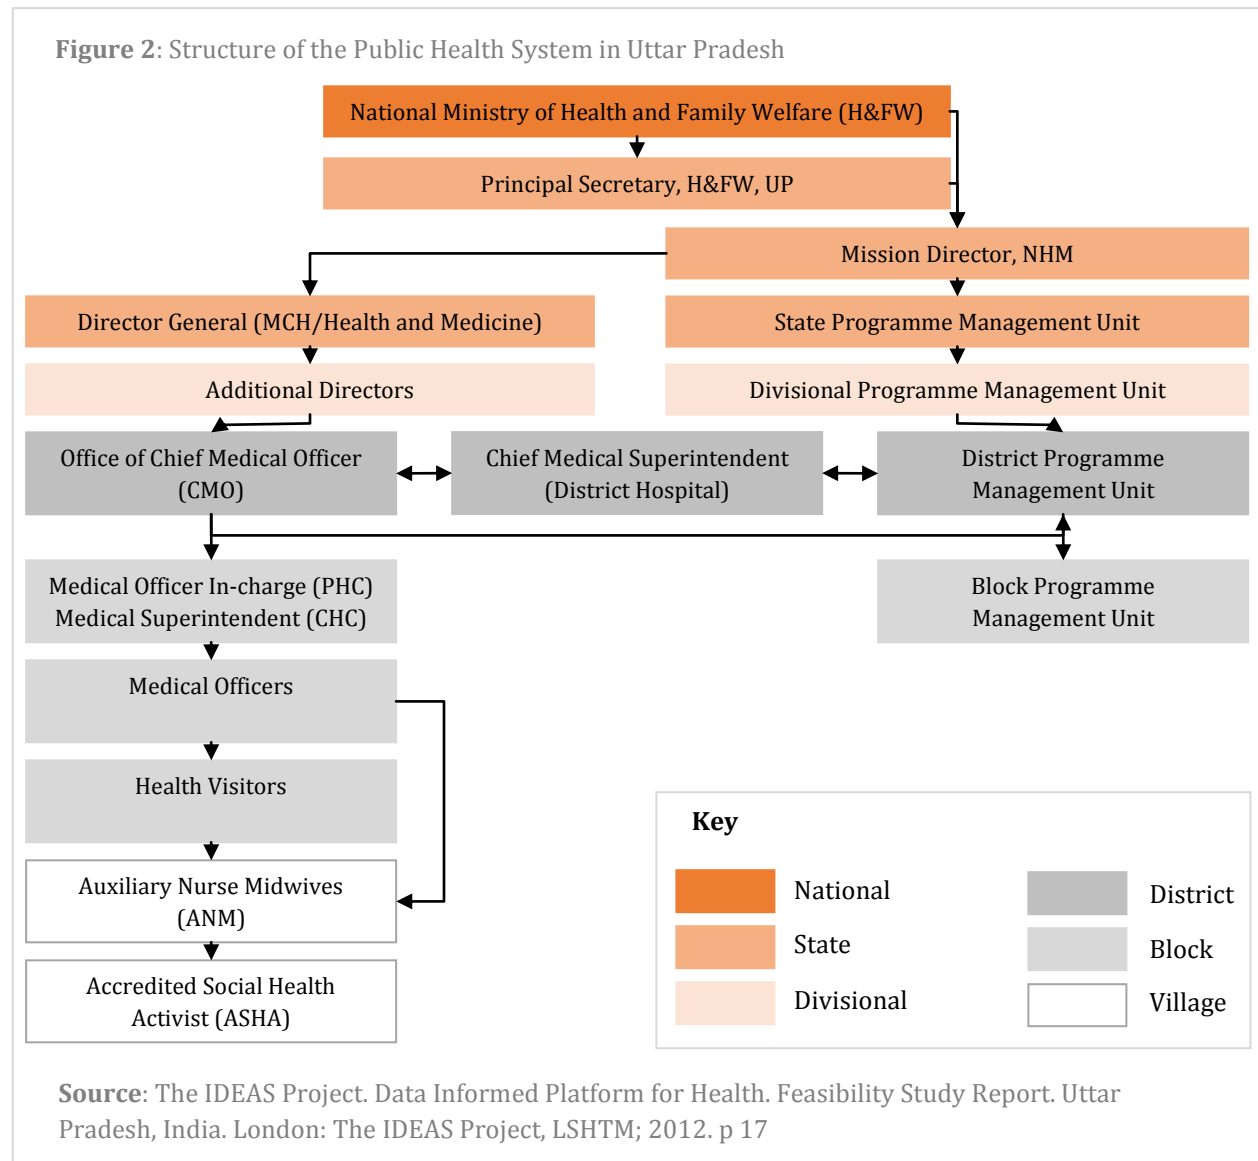 Figure 2: Structure of the Public Health System in Uttar Pradesh
National Ministry of Health and Family Welfare (H&FW)
Principal Secretary, H&FW, UP
Mission Director, NHM
Director General (MCH/Health and Medicine)
State Programme Management Unit
Additional Directors
Divisional Programme Management Unit
Office of Chief Medical Officer
(CMO)
Chief Medical Superintendent
(District Hospital)
District Programme
Management Unit
Medical Officer In-charge (PHC)
Medical Superintendent (CHC)
Block Programme
Management Unit
Medical Officers
Health Visitors
Auxiliary Nurse Midwives
(ANM)
Accredited Social Health
Activist (ASHA)
Key
National
State
Divisional
District
Block
Village
Source: The IDEAS Project. Data Informed Platform for Health. Feasibility Study Report. Uttar
Pradesh, India. London: The IDEAS Project, LSHTM; 2012. p 17